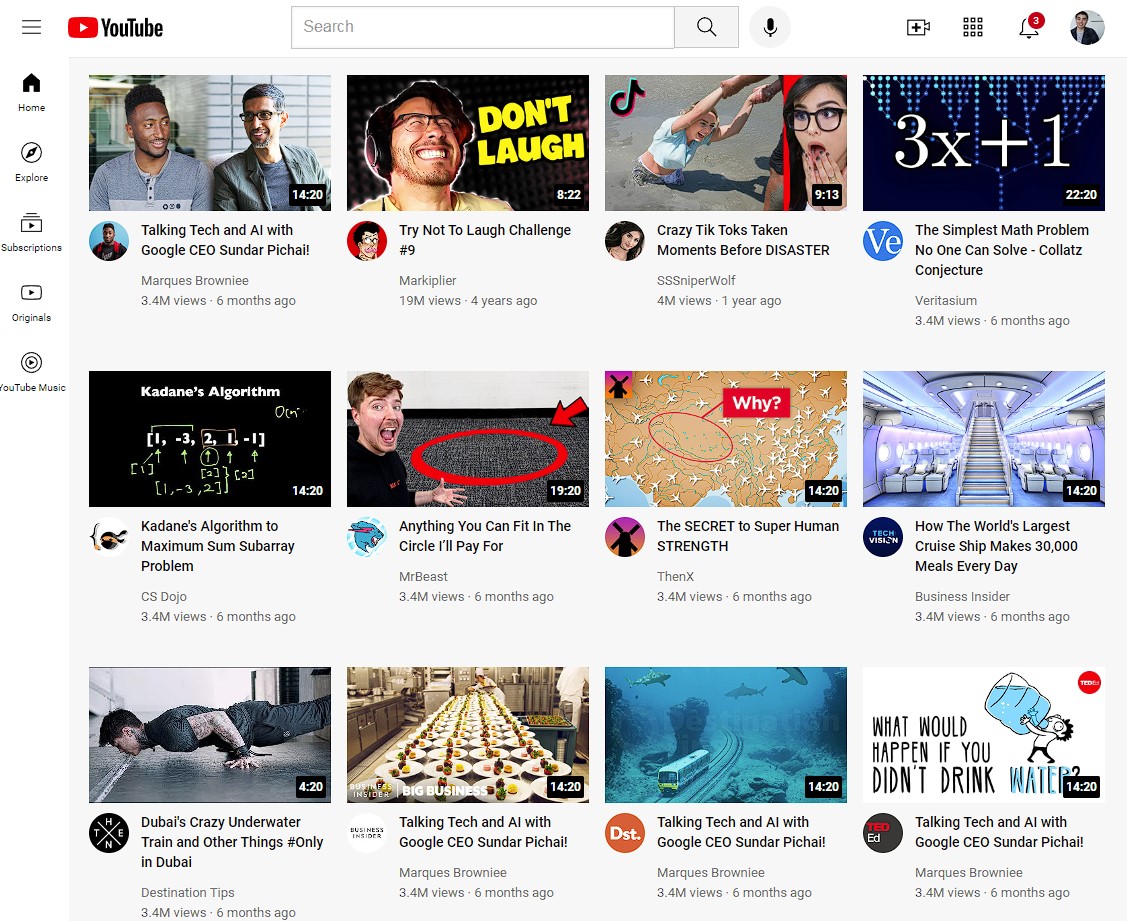 YouTube
Search
3
Home
Explore
Subscriptions
Originals
YouTube Music
14:20
Talking Tech and AI with
Google CEO Sundar Pichai!
Marques Browniee
3.4M views · 6 months ago
DON'T
LAUGH
8:22
Try Not To Laugh Challenge
#9
Markiplier
19M views · 4 years ago
9:13
Crazy Tik Toks Taken
Moments Before DISASTER
SSSniperWolf
4M views · 1 year ago
3x+1
22:20
Ve
The Simplest Math Problem
No One Can Solve - Collatz
Conjecture
Veritasium
3.4M views · 6 months ago
Kadane's Algorithm
[1, -3, 2, 1, -1]
[1]
[2]
[2]
[1,-3,2]
14:20
Kadane's Algorithm to
Maximum Sum Subarray
Problem
CS Dojo
3.4M views · 6 months ago
19:20
Anything You Can Fit In The
Circle I’ll Pay For
MrBeast
3.4M views · 6 months ago
Why?
14:20
The SECRET to Super Human
STRENGTH
ThenX
3.4M views · 6 months ago
14:20
TECH
VISION
How The World's Largest
Cruise Ship Makes 30,000
Meals Every Day
Business Insider
3.4M views · 6 months ago
4:20
THEN
Dubai's Crazy Underwater
Train and Other Things #Only
in Dubai
Destination Tips
3.4M views · 6 months ago
BUSINESS
INSIDER
BIG BUSINESS
14:20
BUSINESS
INSIDER
Talking Tech and AI with
Google CEO Sundar Pichai!
Marques Browniee
3.4M views · 6 months ago
14:20
Dst.
Talking Tech and AI with
Google CEO Sundar Pichai!
Marques Browniee
3.4M views · 6 months ago
TEDEd
WHAT WOULD
HAPPEN IF YOU
DIDN'T DRINK WATER?
14:20
TED
Ed
Talking Tech and AI with
Google CEO Sundar Pichai!
Marques Browniee
3.4M views · 6 months ago